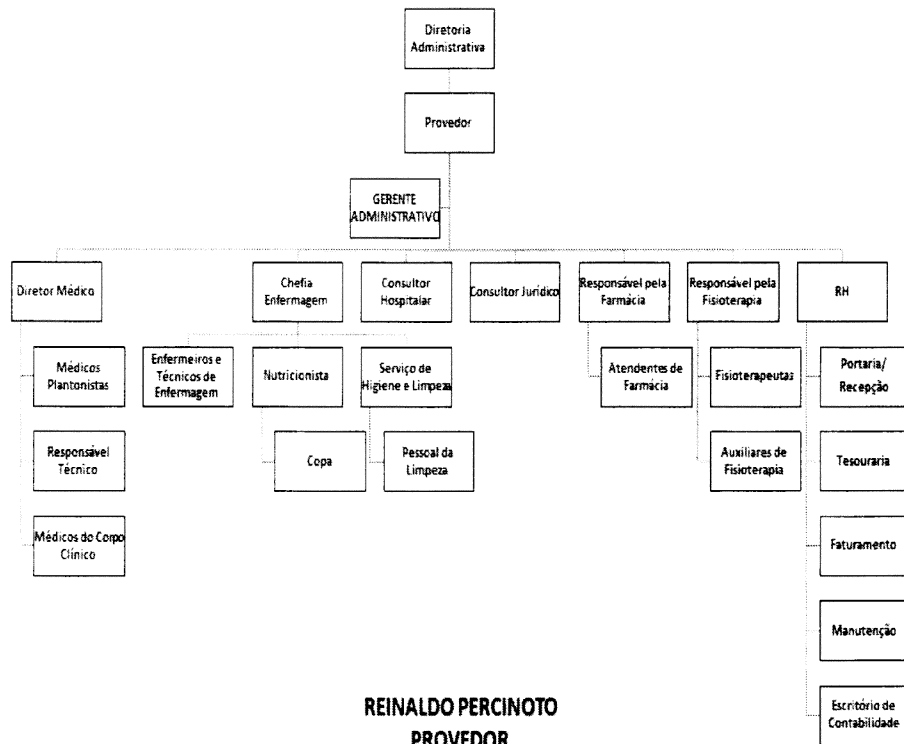 Diretoria
Administrativa
Provedor
GERENTE
ADMINISTRATIVO
Diretor Médico
Chefia
Enfermagem
Consultor
Hospitalar
Consultor Jurídico
Responsável pela
Farmácia
Responsável pela
Fisioterapia
RH
Médicos
Plantonistas
Enfermeiros e
Técnicos de
Enfermagem
Nutricionista
Serviço de
Higiene e Limpeza
Atendentes de
Farmácia
Fisioterapeutas
Portaria/
Recepção
Responsável
Técnico
Copa
Pessoal da
Limpeza
Auxiliares de
Fisioterapia
Tesouraria
Médicos do Corpo
Clínico
Faturamento
Manutenção
Escritório de
Contabilidade
REINALDO PERCINOTO
PROVEDOR